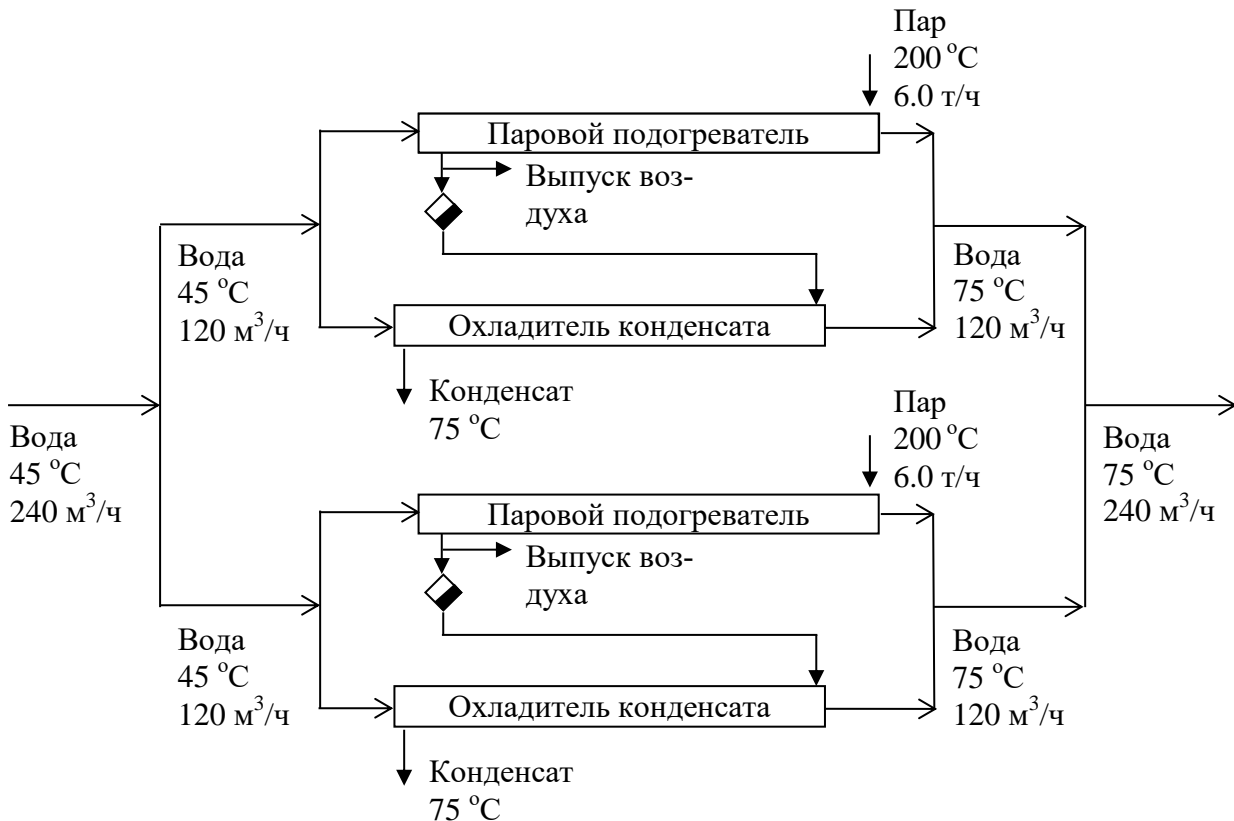 Пар
200 °C
6.0 т/ч
Паровой подогреватель
Выпуск воз-
духа
Вода
45 °C
120 м³/ч
Вода
75 °C
120 м³/ч
Охладитель конденсата
Конденсат
75 °C
Пар
200 °C
6.0 т/ч
Вода
45 °C
240 м³/ч
Вода
75 °C
240 м³/ч
Паровой подогреватель
Выпуск воз-
духа
Вода
45 °C
120 м³/ч
Вода
75 °C
120 м³/ч
Охладитель конденсата
Конденсат
75 °C